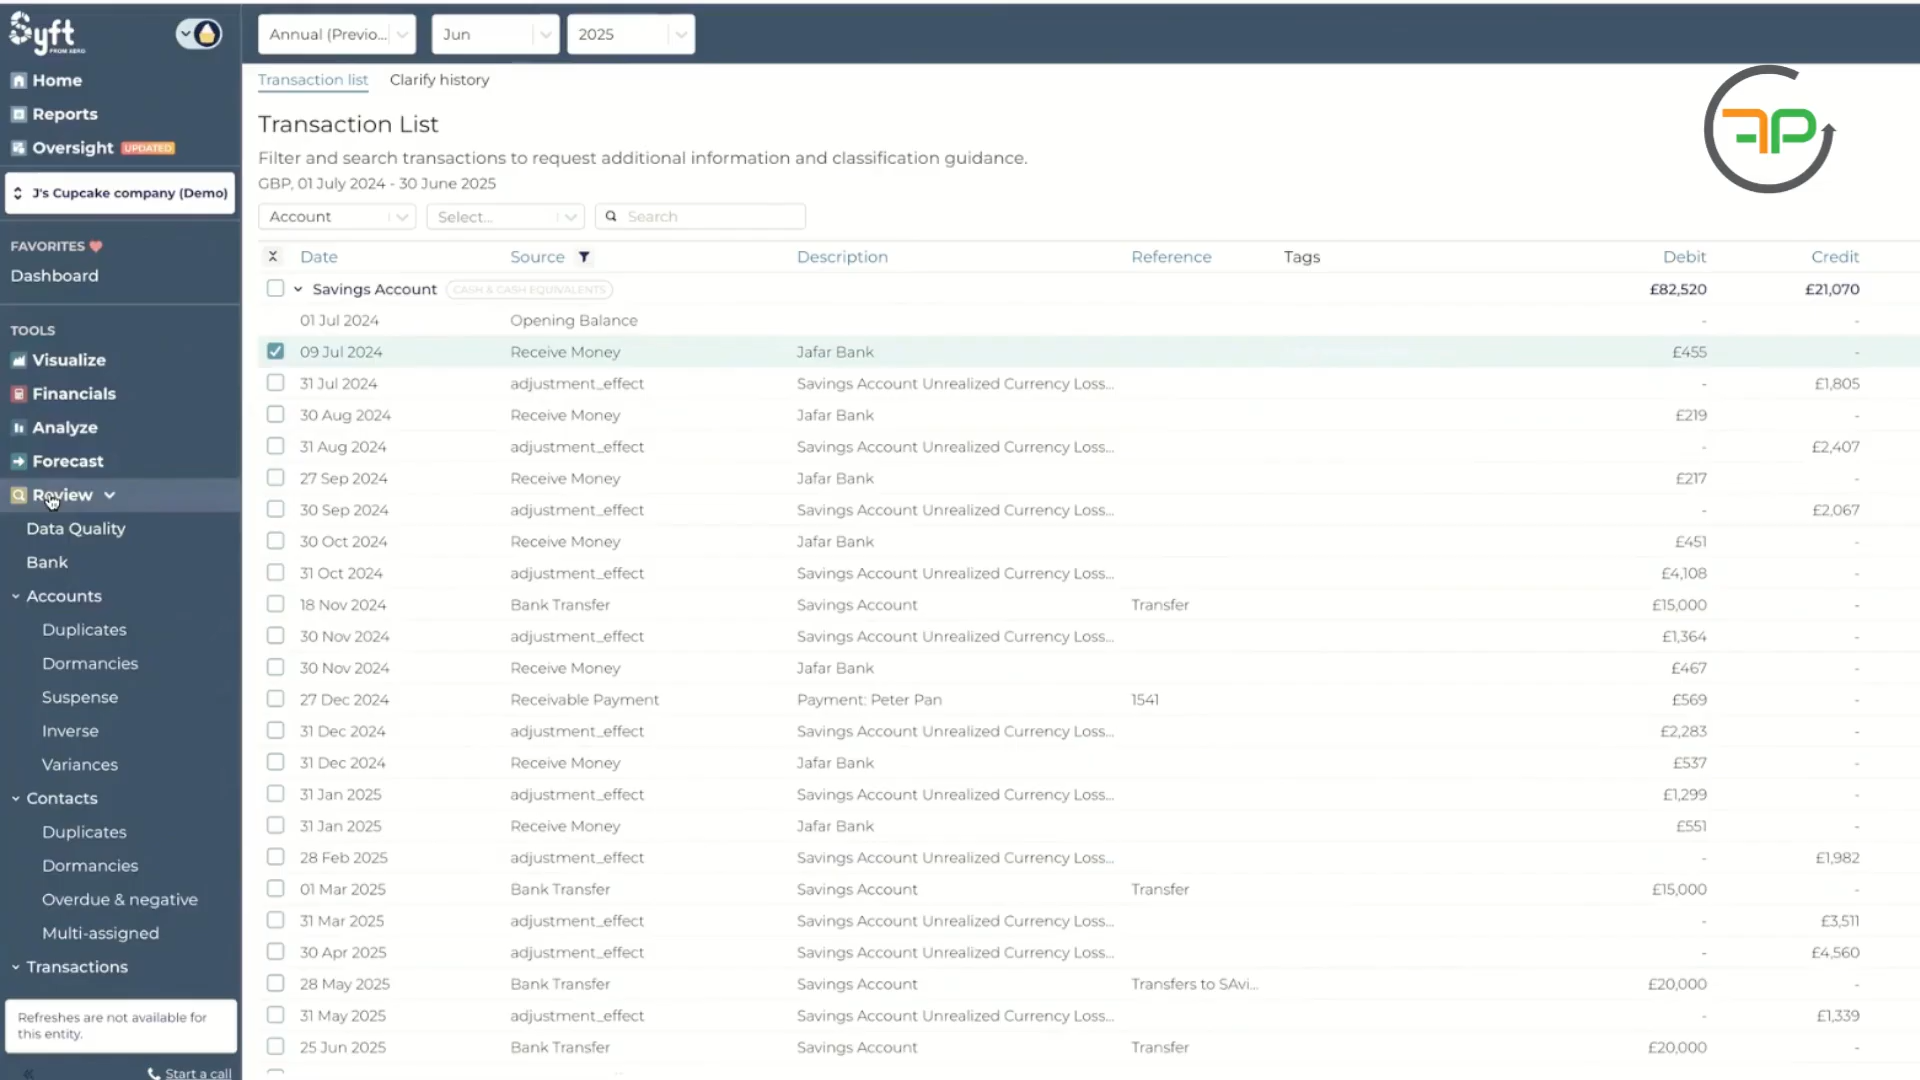 Syft
FROM XERO
Home
Reports
Oversight UPDATED
J's Cupcake company (Demo)
FAVORITES
Dashboard
TOOLS
Visualize
Financials
Analyze
Forecast
Review
Data Quality
Bank
Accounts
Duplicates
Dormancies
Suspense
Inverse
Variances
Contacts
Duplicates
Dormancies
Overdue & negative
Multi-assigned
Transactions
Refreshes are not available for
this entity.
Start a call
Annual (Previo... Jun 2025
Transaction list Clarify history
FP
Transaction List
Filter and search transactions to request additional information and classification guidance.
GBP, 01 July 2024 - 30 June 2025
Account Select... Search
Date Source Description Reference Tags Debit Credit
Savings Account CASH & CASH EQUIVALENTS £82,520 £21,070
01 Jul 2024 Opening Balance - -
09 Jul 2024 Receive Money Jafar Bank £455 -
31 Jul 2024 adjustment_effect Savings Account Unrealized Currency Loss... - £1,805
30 Aug 2024 Receive Money Jafar Bank £219 -
31 Aug 2024 adjustment_effect Savings Account Unrealized Currency Loss... - £2,407
27 Sep 2024 Receive Money Jafar Bank £217 -
30 Sep 2024 adjustment_effect Savings Account Unrealized Currency Loss... - £2,067
30 Oct 2024 Receive Money Jafar Bank £451 -
31 Oct 2024 adjustment_effect Savings Account Unrealized Currency Loss... £4,108 -
18 Nov 2024 Bank Transfer Savings Account Transfer £15,000 -
30 Nov 2024 adjustment_effect Savings Account Unrealized Currency Loss... £1,364 -
30 Nov 2024 Receive Money Jafar Bank £467 -
27 Dec 2024 Receivable Payment Payment: Peter Pan 1541 £569 -
31 Dec 2024 adjustment_effect Savings Account Unrealized Currency Loss... £2,283 -
31 Dec 2024 Receive Money Jafar Bank £537 -
31 Jan 2025 adjustment_effect Savings Account Unrealized Currency Loss... £1,299 -
31 Jan 2025 Receive Money Jafar Bank £551 -
28 Feb 2025 adjustment_effect Savings Account Unrealized Currency Loss... - £1,982
01 Mar 2025 Bank Transfer Savings Account Transfer £15,000 -
31 Mar 2025 adjustment_effect Savings Account Unrealized Currency Loss... - £3,511
30 Apr 2025 adjustment_effect Savings Account Unrealized Currency Loss... - £4,560
28 May 2025 Bank Transfer Savings Account Transfers to SAvi... £20,000 -
31 May 2025 adjustment_effect Savings Account Unrealized Currency Loss... - £1,339
25 Jun 2025 Bank Transfer Savings Account Transfer £20,000 -